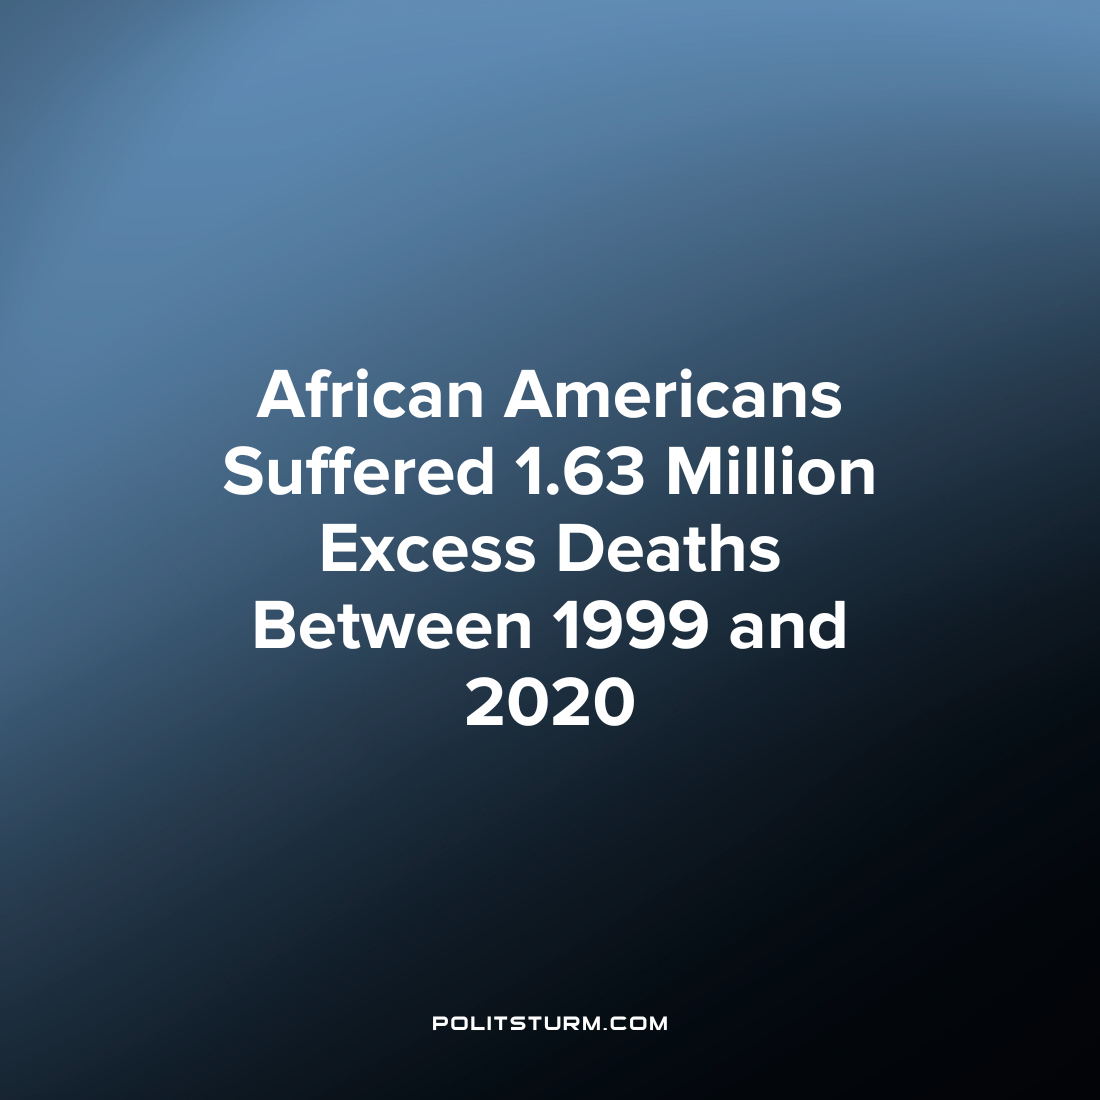 African Americans
Suffered 1.63 Million
Excess Deaths
Between 1999 and
2020
POLITSTURM.COM